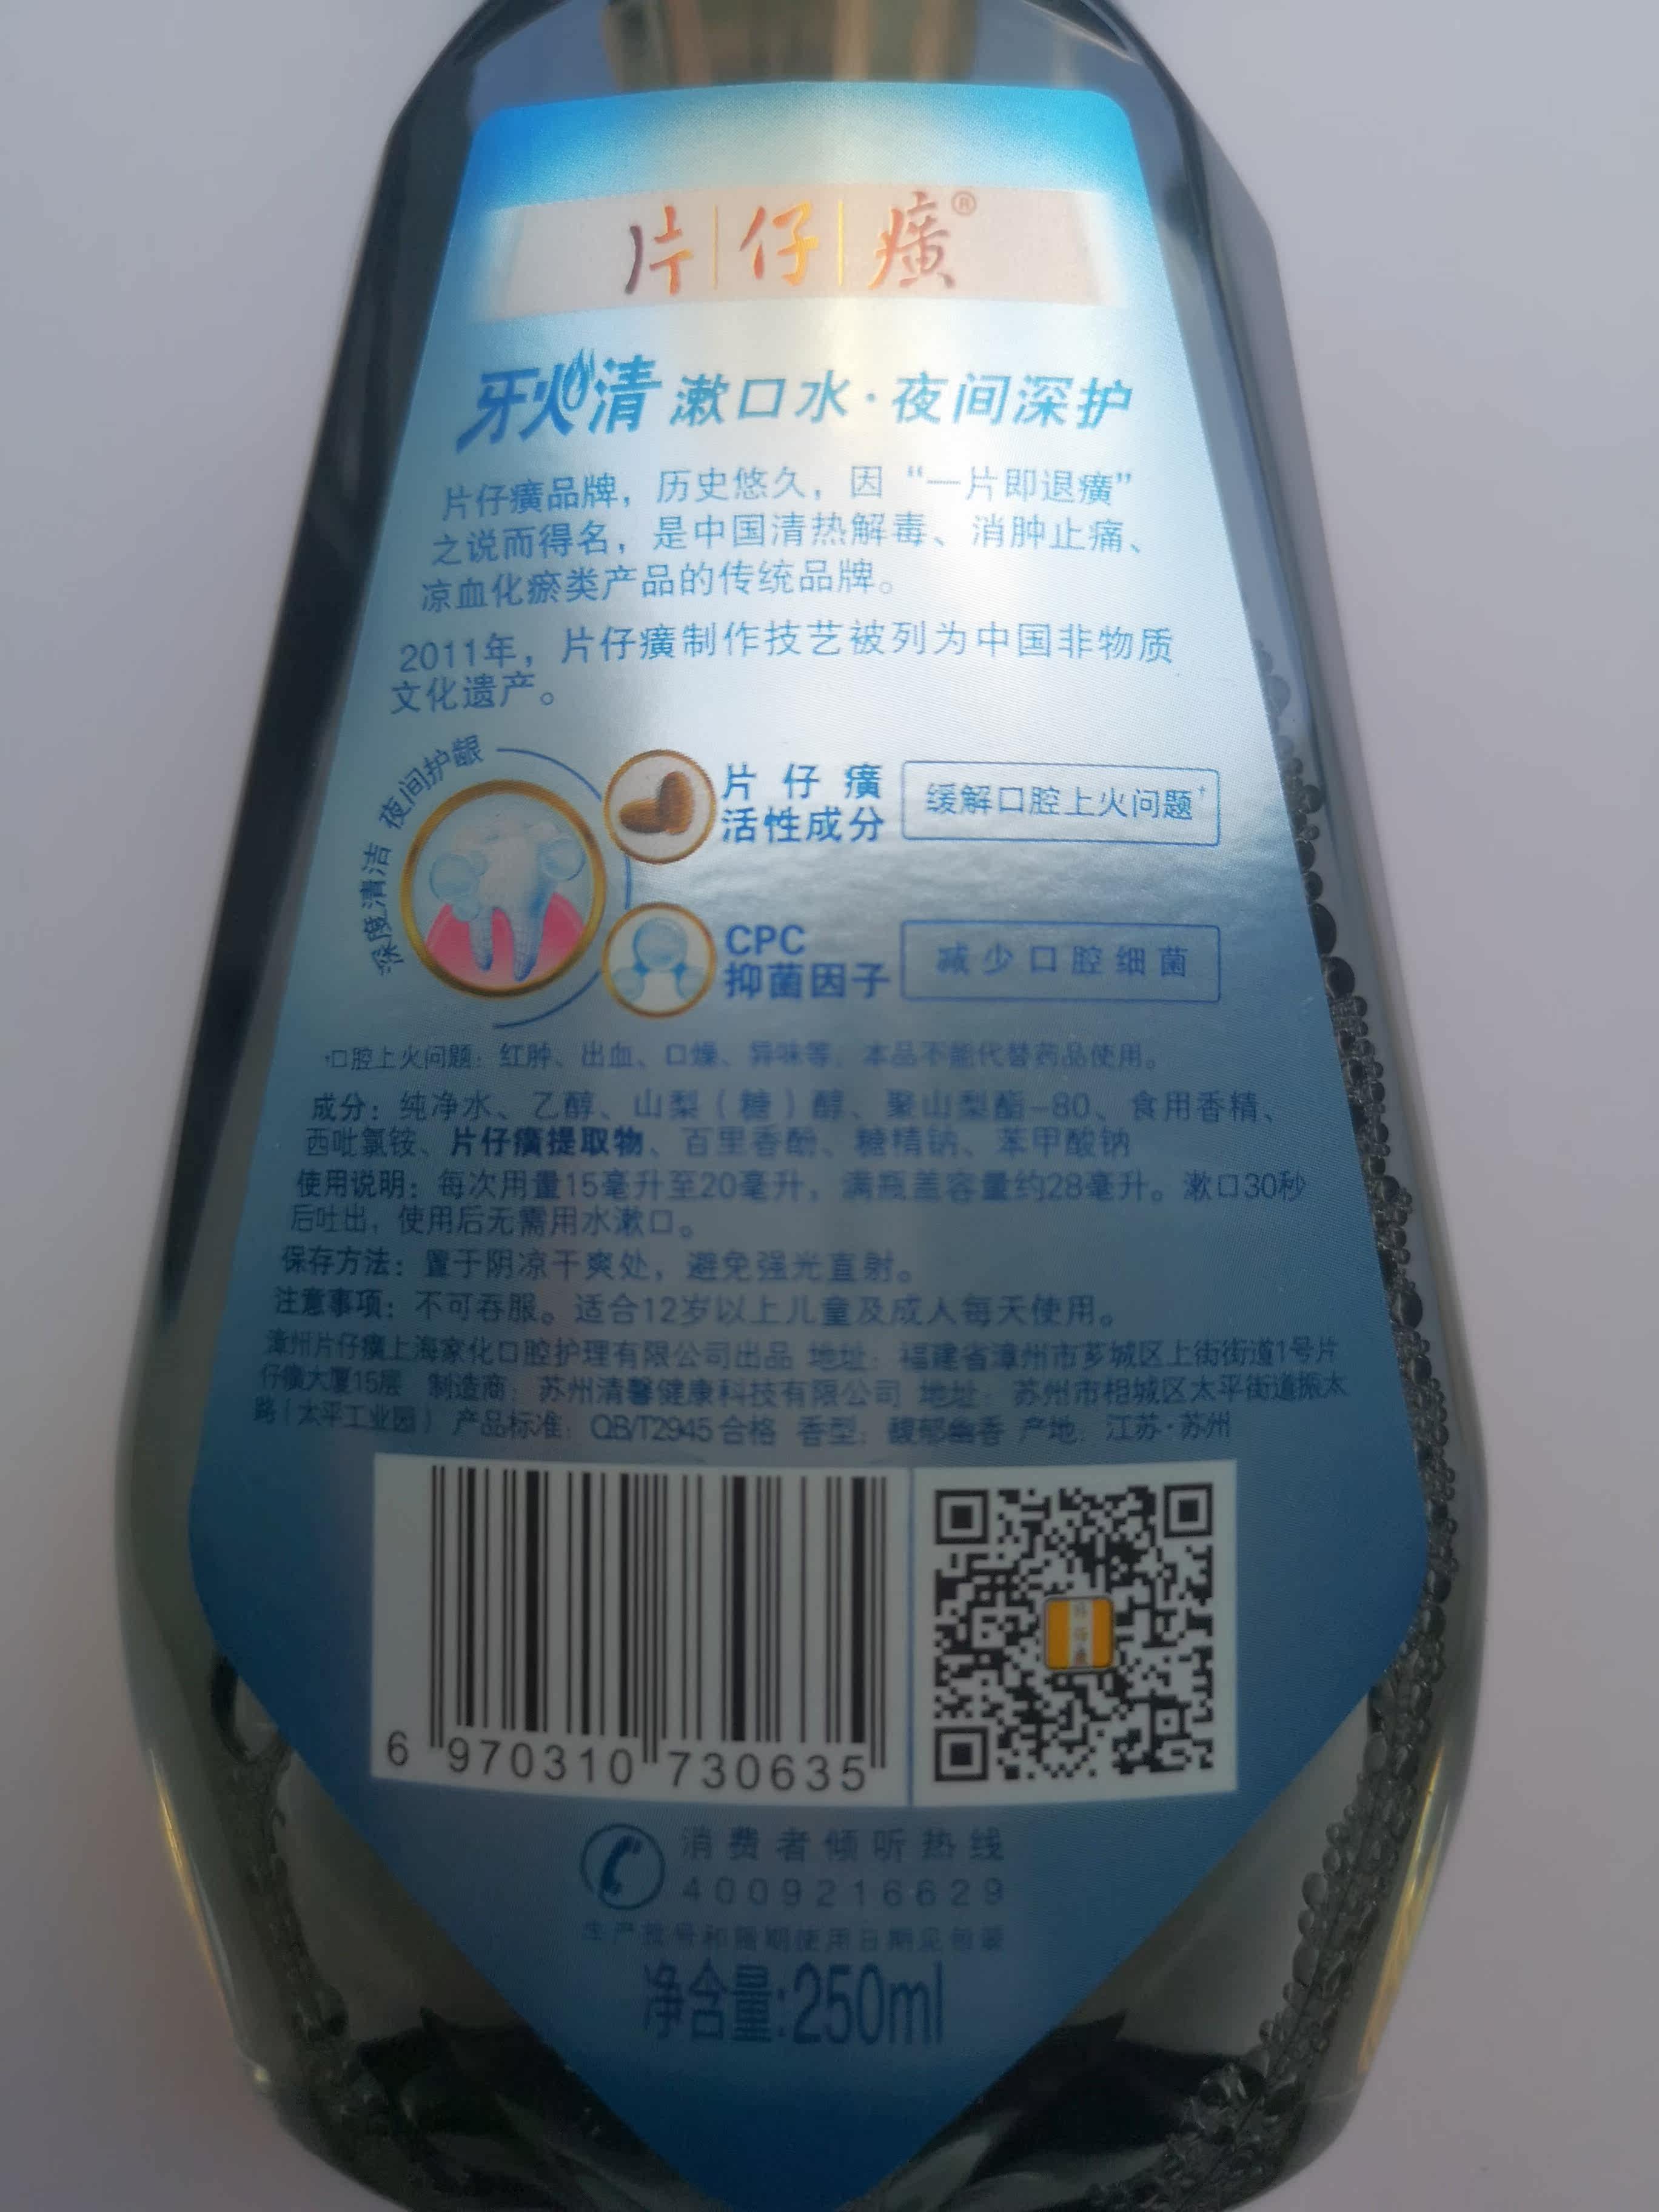 片仔癀®
牙火清 漱口水·夜间深护
片仔癀品牌，历史悠久，因“一片即退癀”
之说而得名，是中国清热解毒、消肿止痛、
凉血化瘀类产品的传统品牌。
2011年，片仔癀制作技艺被列为中国非物质
文化遗产。
深度清洁 夜间护龈
片仔癀
活性成分
缓解口腔上火问题†
CPC
抑菌因子
减少口腔细菌
†口腔上火问题：红肿、出血、口燥、异味等，本品不能代替药品使用。
成分：纯净水、乙醇、山梨（糖）醇、聚山梨酯-80、食用香精、
西吡氯铵、片仔癀提取物、百里香酚、糖精钠、苯甲酸钠
使用说明：每次用量15毫升至20毫升，满瓶盖容量约28毫升。漱口30秒
后吐出，使用后无需用水漱口。
保存方法：置于阴凉干爽处，避免强光直射。
注意事项：不可吞服。适合12岁以上儿童及成人每天使用。
漳州片仔癀上海家化口腔护理有限公司出品 地址：福建省漳州市芗城区上街街道1号片
仔癀大厦15层 制造商：苏州清馨健康科技有限公司 地址：苏州市相城区太平街道振太
路（太平工业园） 产品标准：QB/T2945 合格 香型：馥郁幽香 产地：江苏·苏州
6 970310 730635
片仔癀
消费者倾听热线
4009216629
生产批号和限期使用日期见包装
净含量:250ml